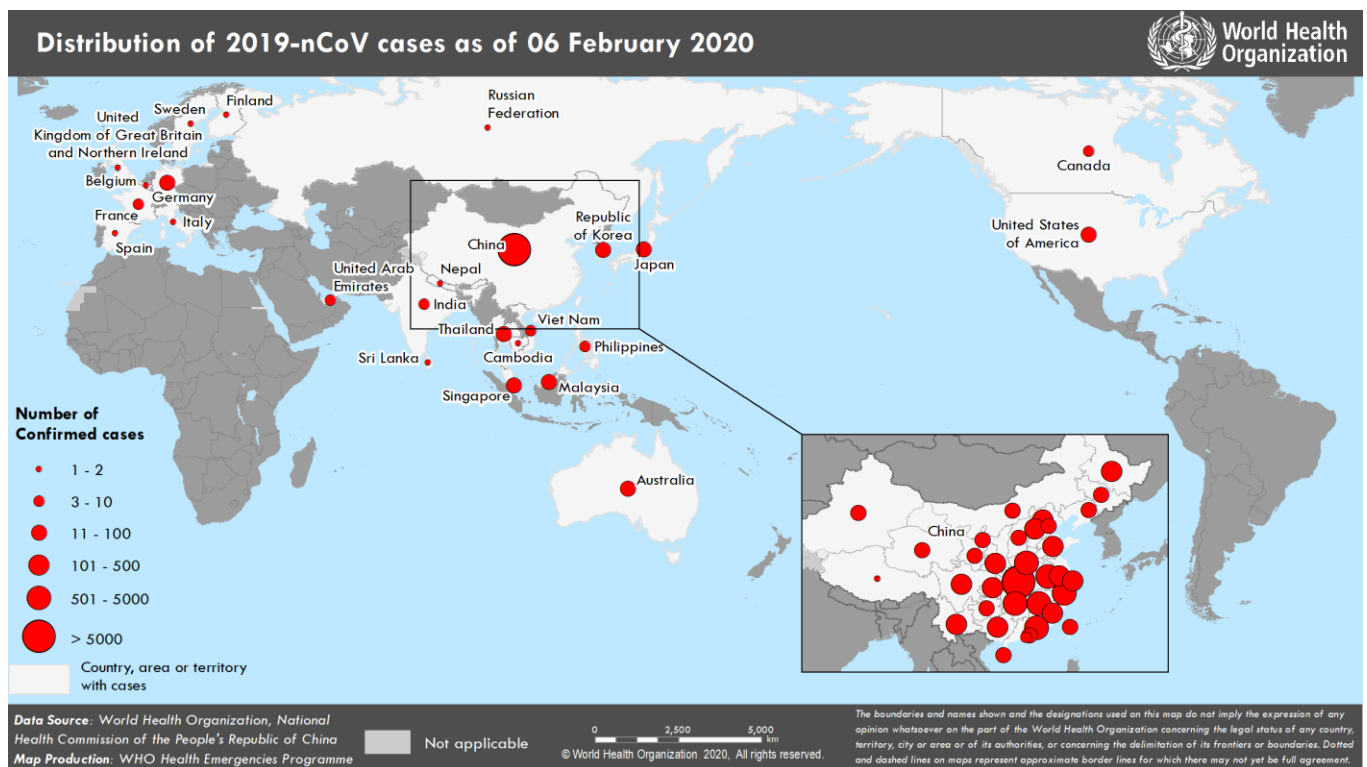 Distribution of 2019-nCoV cases as of 06 February 2020
World Health
Organization
Finland
Sweden
United
Kingdom of Great Britain
and Northern Ireland
Belgium
Germany
France
Italy
Spain
Russian
Federation
Canada
United States
of America
China
Republic
of Korea
Japan
Nepal
United Arab
Emirates
India
Thailand
Viet Nam
Cambodia
Philippines
Sri Lanka
Singapore
Malaysia
Australia
China
Number of
Confirmed cases
1 - 2
3 - 10
11 - 100
101 - 500
501 - 5000
> 5000
Country, area or territory
with cases
Data Source: World Health Organization, National
Health Commission of the People's Republic of China
Map Production: WHO Health Emergencies Programme
Not applicable
0 2,500 5,000
km
© World Health Organization 2020, All rights reserved.
The boundaries and names shown and the designations used on this map do not imply the expression of any
opinion whatsoever on the part of the World Health Organization concerning the legal status of any country,
territory, city or area or of its authorities, or concerning the delimitation of its frontiers or boundaries. Dotted
and dashed lines on maps represent approximate border lines for which there may not yet be full agreement.